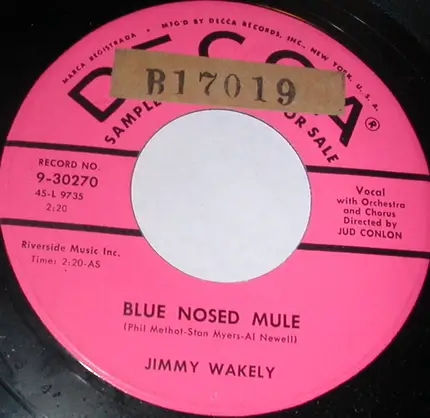 MARCA REGISTRADA • MFG'D BY DECCA RECORDS, INC., NEW YORK, U. S. A.
DECCA ®
B17019
SAMPLE
OR SALE
RECORD NO.
9-30270
45-L 9735
2:20
Vocal
with Orchestra
and Chorus
Directed by
JUD CONLON
Riverside Music Inc.
Time: 2:20-AS
BLUE NOSED MULE
(Phil Methot-Stan Myers-Al Newell)
JIMMY WAKELY